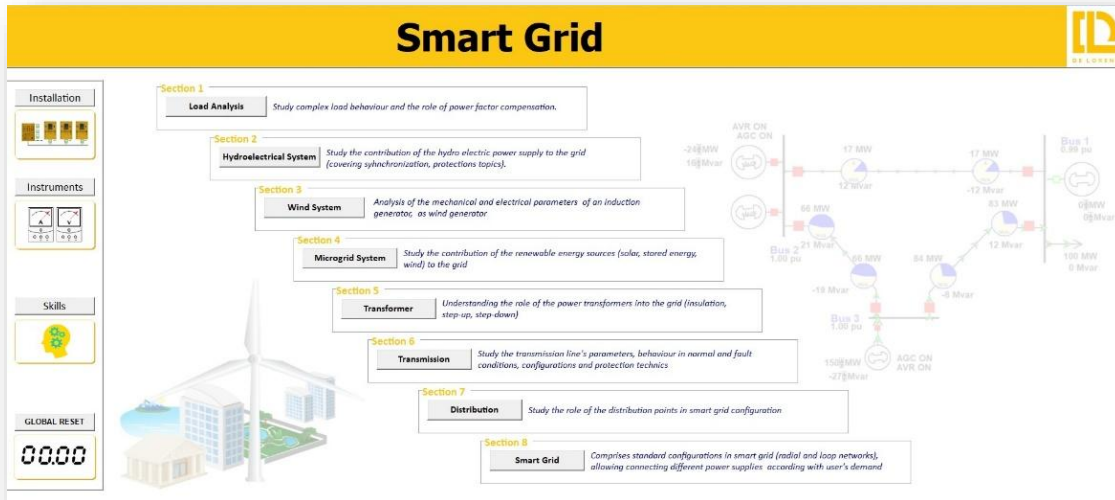 Smart Grid
DE LOREN
Installation
Instruments
A
V
Skills
GLOBAL RESET
00.00
Section 1
Load Analysis
Study complex load behaviour and the role of power factor compensation.
Section 2
Hydroelectrical System
Study the contribution of the hydro electric power supply to the grid
(covering syhnchronization, protections topics).
Section 3
Wind System
Analysis of the mechanical and electrical parameters of an induction
generator, as wind generator
Section 4
Microgrid System
Study the contribution of the renewable energy sources (solar, stored energy,
wind) to the grid
Section 5
Transformer
Understanding the role of the power transformers into the grid (insulation,
step-up, step-down)
Section 6
Transmission
Study the transmission line's parameters, behaviour in normal and fault
conditions, configurations and protection technics
Section 7
Distribution
Study the role of the distribution points in smart grid configuration
Section 8
Smart Grid
Comprises standard configurations in smart grid (radial and loop networks),
allowing connecting different power supplies according with user's demand
AVR ON
AGC ON
17 MW
17 MW
Bus 1
12 Mvar
-12 Mvar
66 MW
83 MW
21 Mvar
12 Mvar
Bus 2
1.00 pu
84 MW
100 MW
0 Mvar
-19 Mvar
Bus 3
1.00 pu
AGC ON
AVR ON